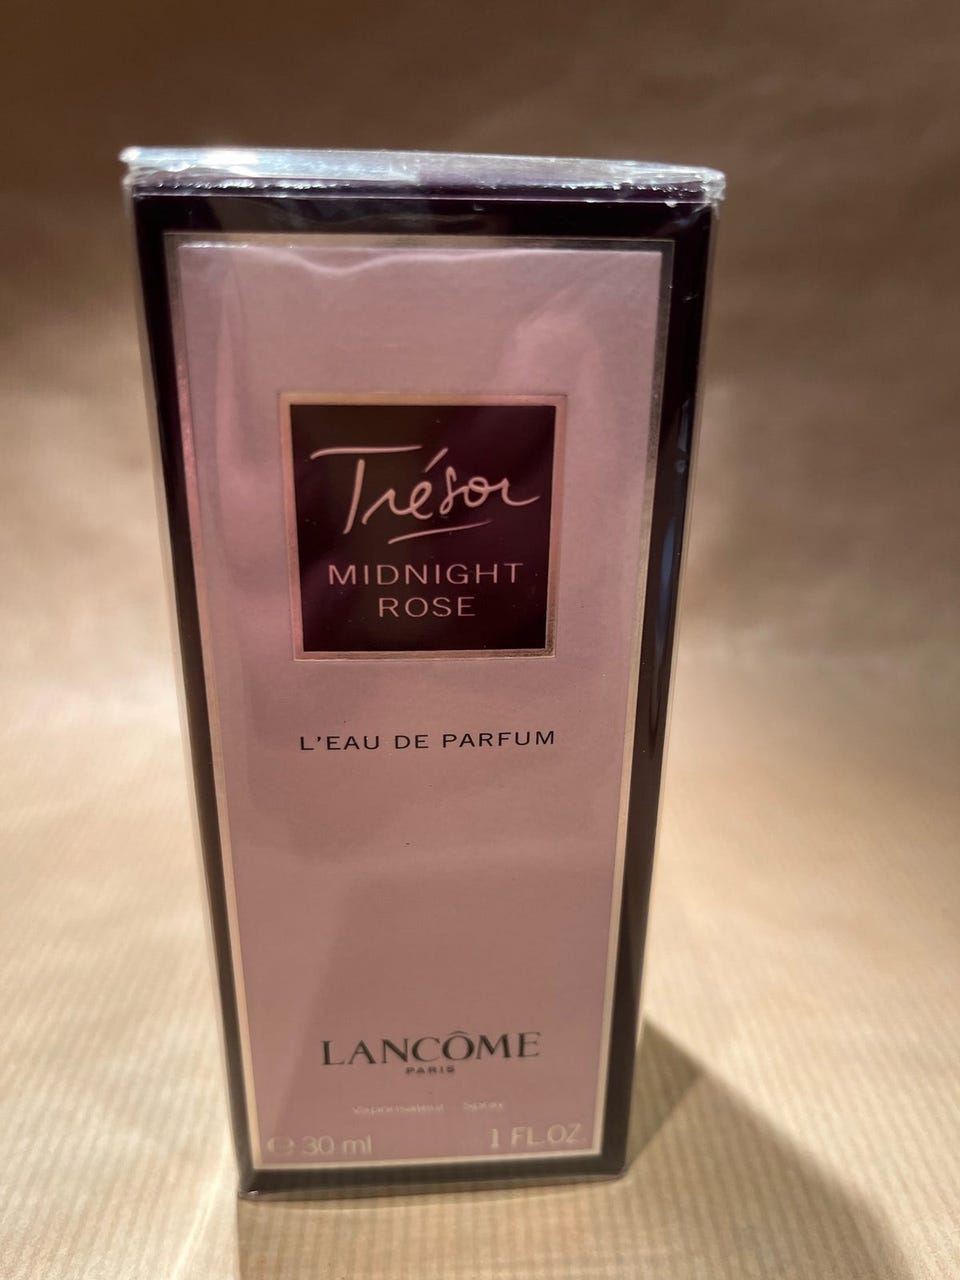 Trésor
MIDNIGHT
ROSE
L'EAU DE PARFUM
LANCÔME
PARIS
Vaporisateur Spray
℮ 30 ml 1 FL.OZ.